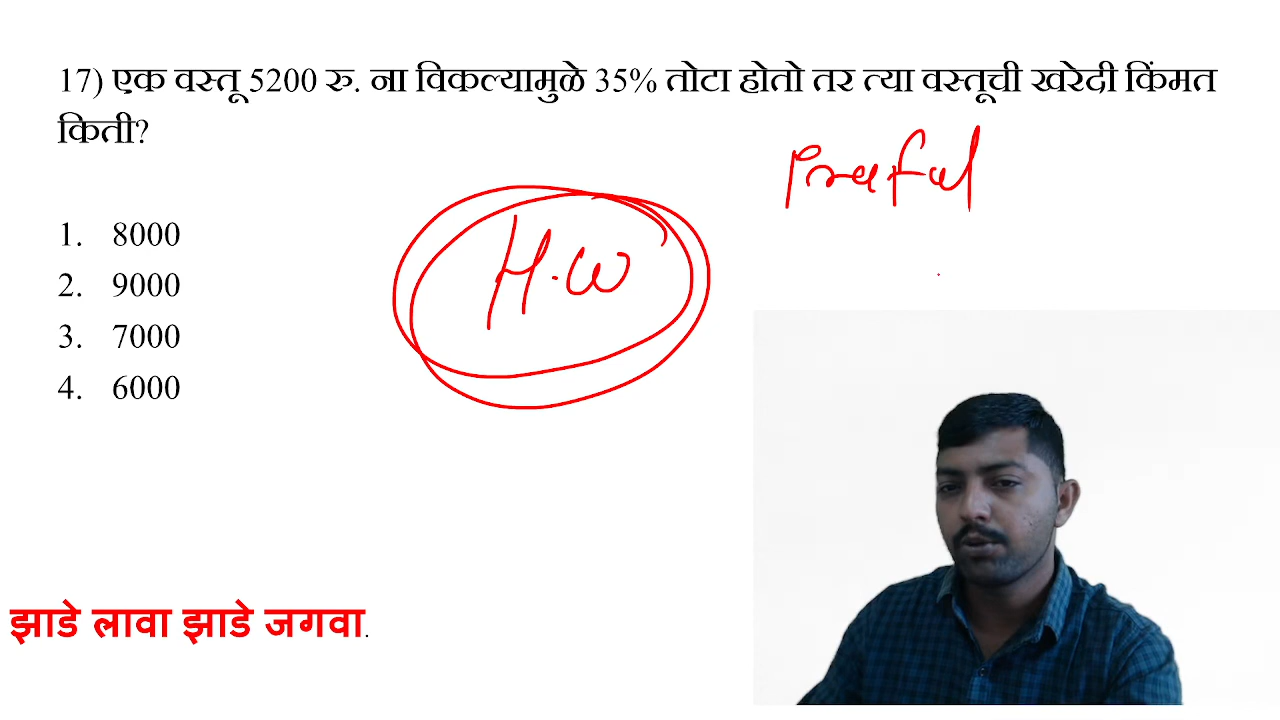 17) एक वस्तू 5200 रु. ना विकल्यामुळे 35% तोटा होतो तर त्या वस्तूची खरेदी किंमत
किती?
Praful
1. 8000
H.W
2. 9000
3. 7000
4. 6000
झाडे लावा झाडे जगवा.